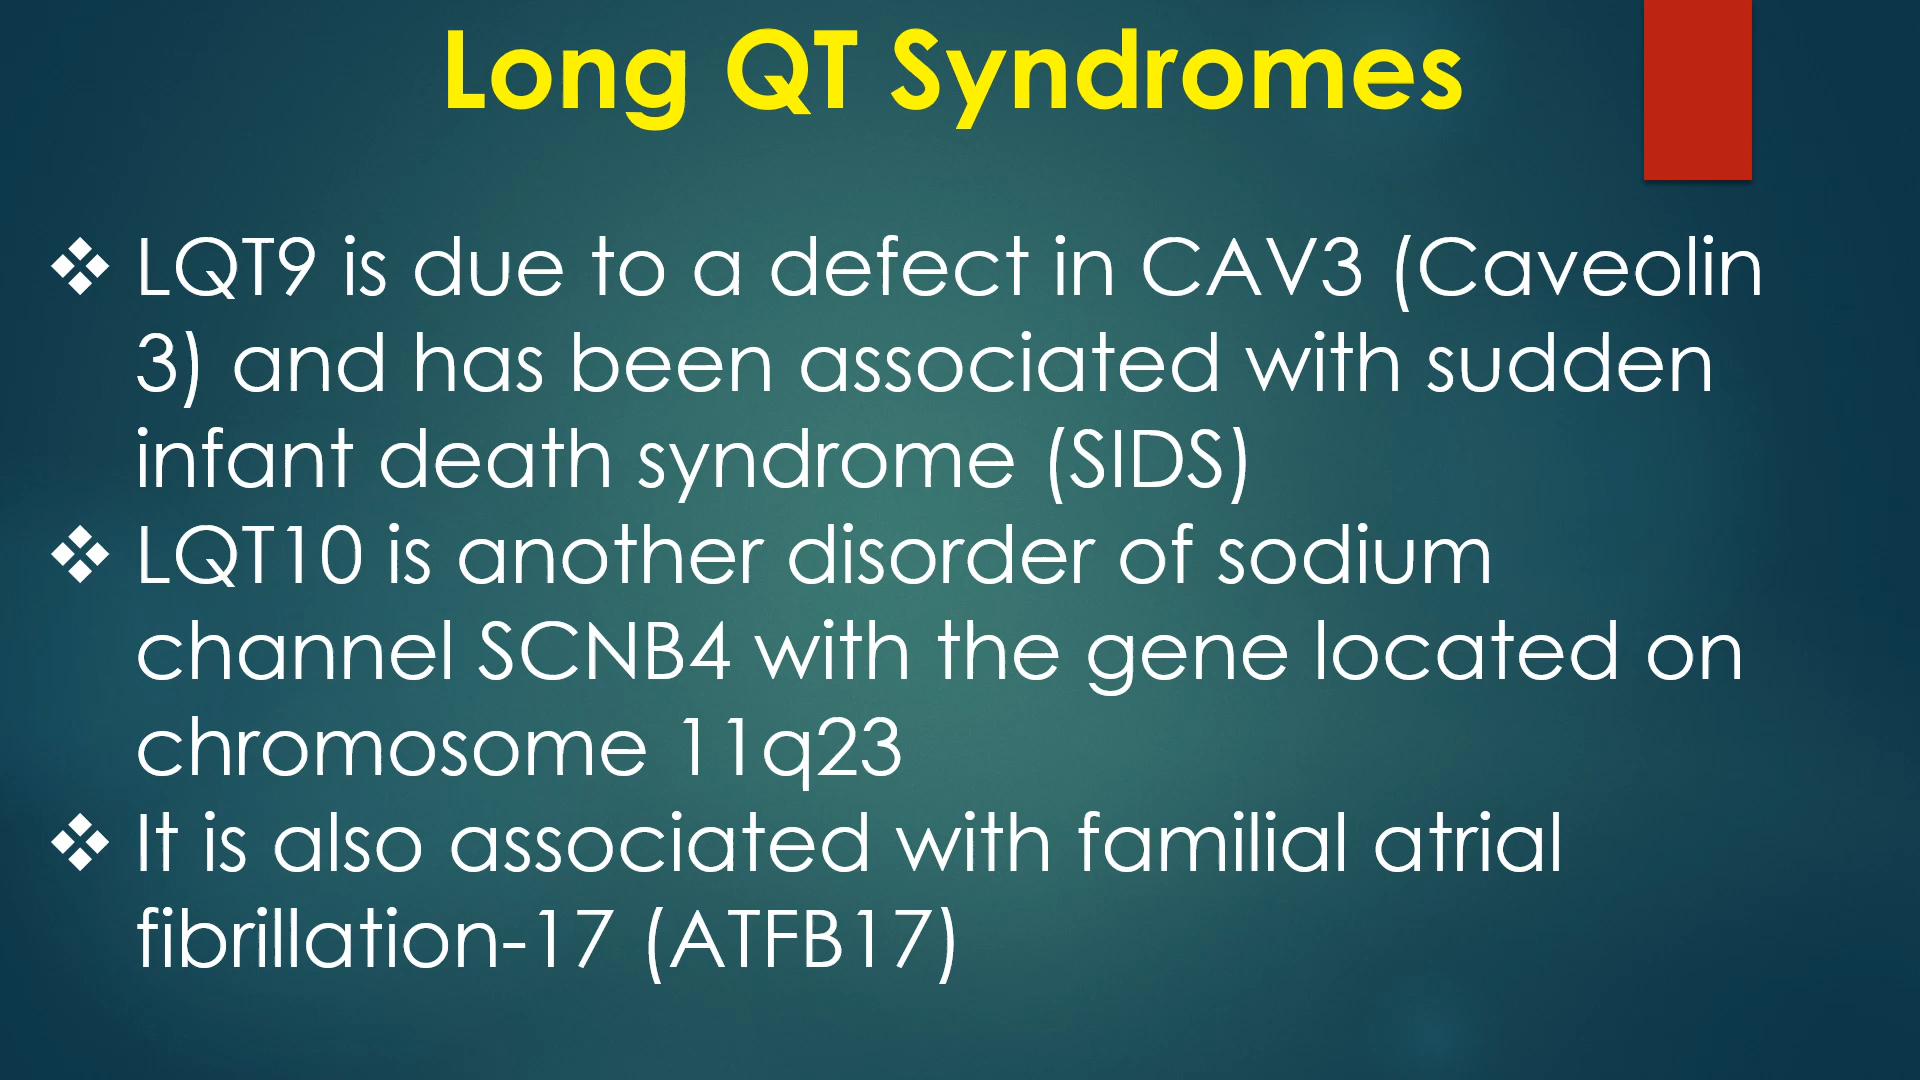 Long QT Syndromes
❖ LQT9 is due to a defect in CAV3 (Caveolin
3) and has been associated with sudden
infant death syndrome (SIDS)
❖ LQT10 is another disorder of sodium
channel SCNB4 with the gene located on
chromosome 11q23
❖ It is also associated with familial atrial
fibrillation-17 (ATFB17)